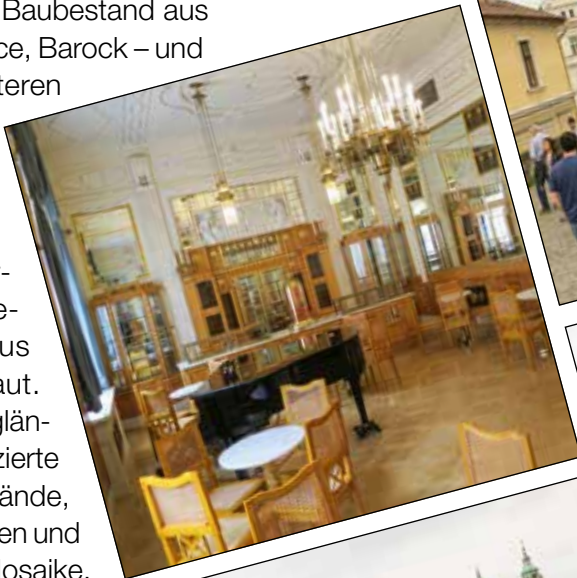 Baubestand aus
ce, Barock – und
teren
r-
e-
us
aut.
glän-
zierte
ände,
en und
osaike.